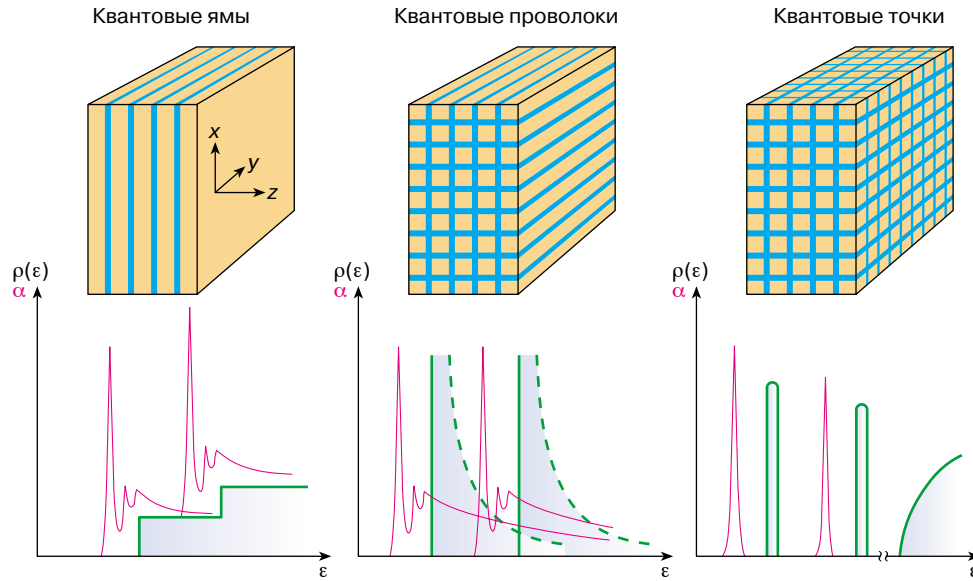 Квантовые ямы
Квантовые проволоки
Квантовые точки
x
y
z
ρ(ε)
α
ε
ρ(ε)
α
ε
ρ(ε)
α
ε